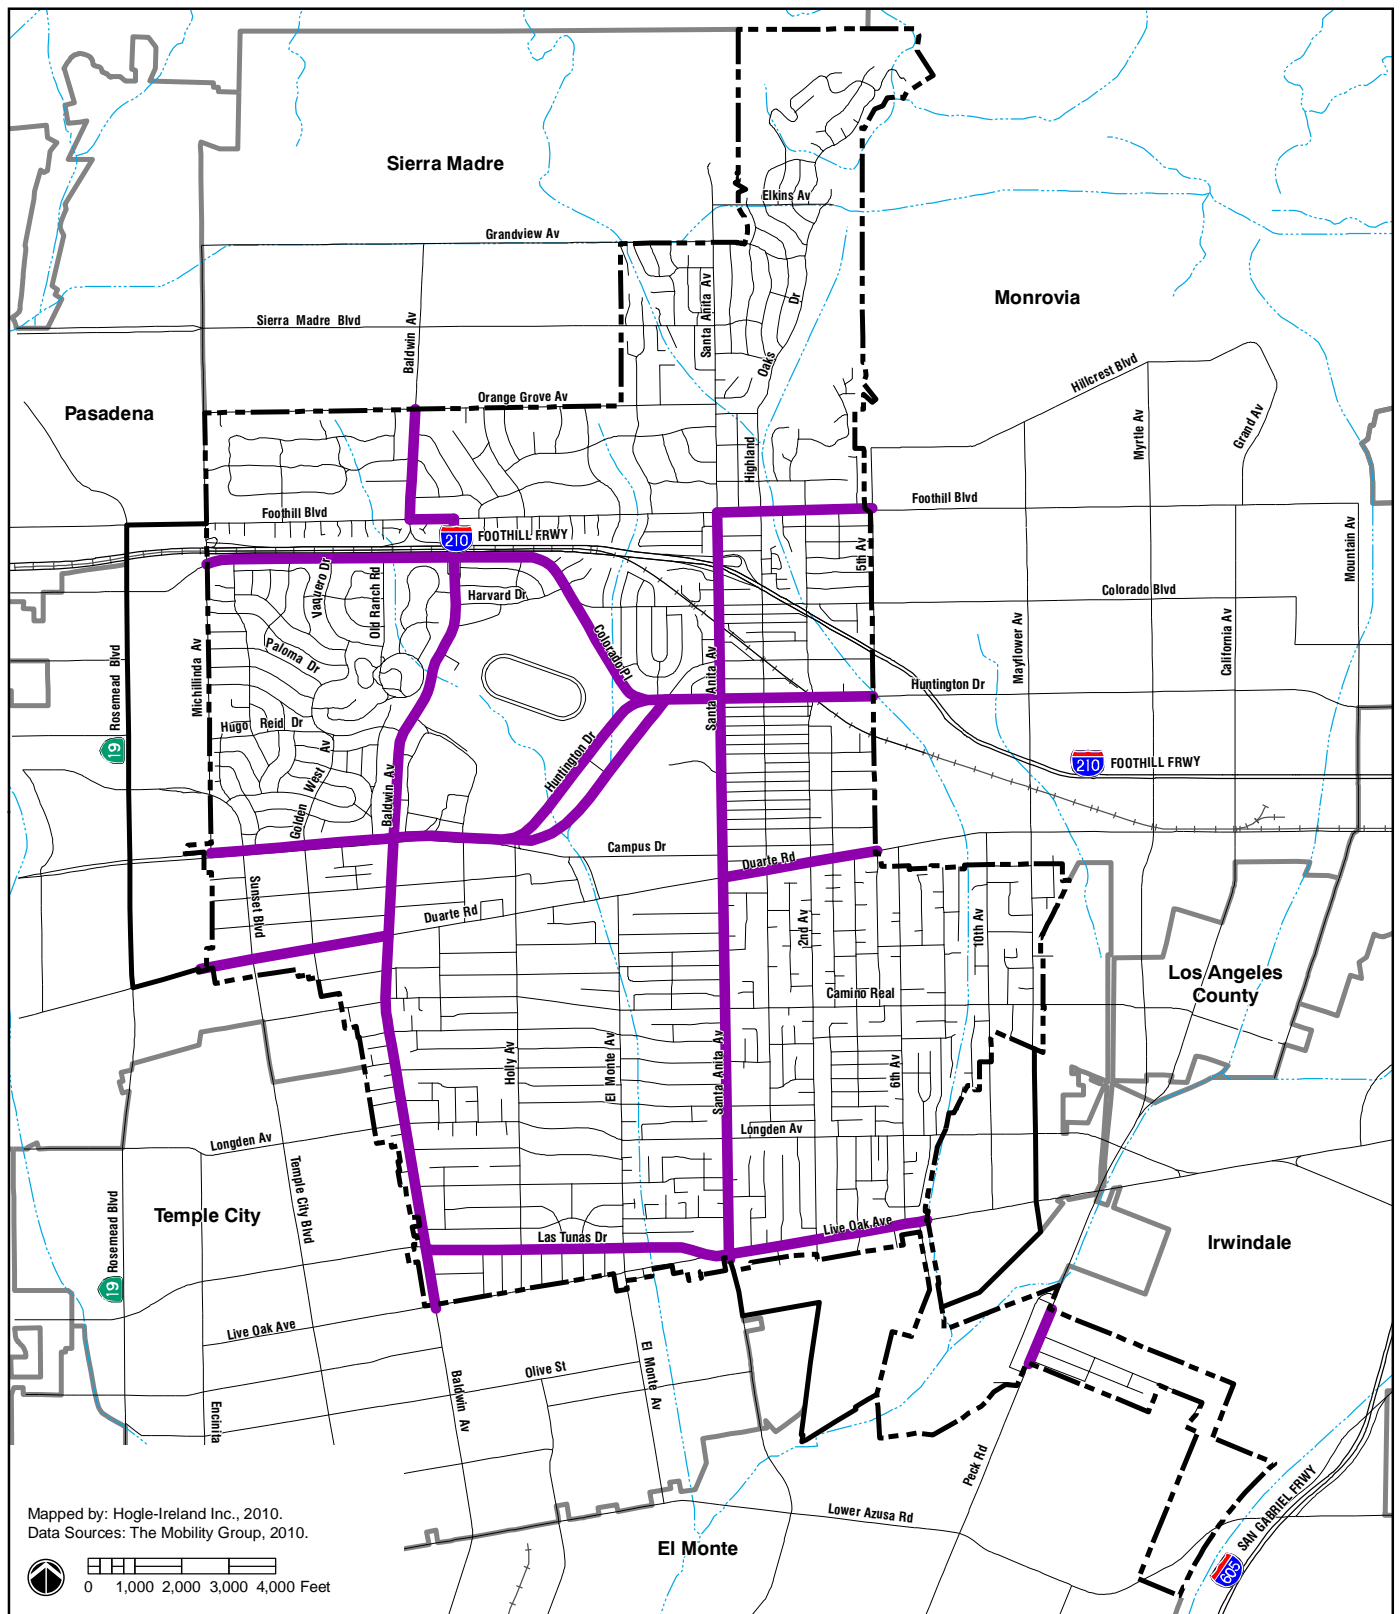 Sierra Madre
Elkins Av
Grandview Av
Santa Anita Av
Dr
Monrovia
Sierra Madre Blvd
Baldwin Av
Oaks
Hillcrest Blvd
Pasadena
Orange Grove Av
Myrtle Av
Grand Av
Highland
Foothill Blvd
Foothill Blvd
210 FOOTHILL FRWY
5th Av
Mountain Av
Vaquero Dr
Old Ranch Rd
Harvard Dr
Colorado Blvd
Colorado Pl
Paloma Dr
Mayflower Av
California Av
Rosemead Blvd
Michillinda Av
Santa Anita Av
Huntington Dr
Hugo Reid Dr
19
Huntington Dr
210 FOOTHILL FRWY
Golden West Av
Baldwin Av
Campus Dr
Duarte Rd
Sunset Blvd
Duarte Rd
2nd Av
10th Av
Los Angeles
County
Camino Real
Holly Av
El Monte Av
Santa Anita Av
6th Av
Longden Av
Longden Av
Temple City Blvd
Rosemead Blvd
Temple City
Las Tunas Dr
Live Oak Ave
Irwindale
19
Live Oak Ave
Olive St
El Monte Av
Baldwin Av
Encinita
Peck Rd
Lower Azusa Rd
SAN GABRIEL FRWY
605
El Monte
Mapped by: Hogle-Ireland Inc., 2010.
Data Sources: The Mobility Group, 2010.
0 1,000 2,000 3,000 4,000 Feet